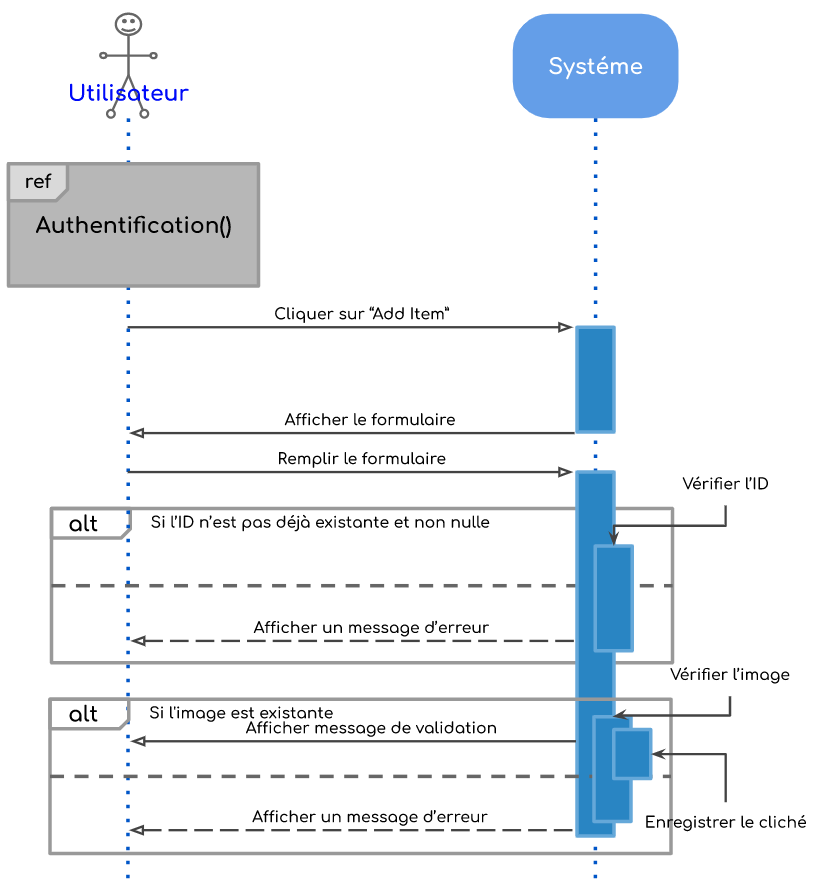 Systéme
Utilisateur
ref
Authentification()
Cliquer sur “Add Item”
Afficher le formulaire
Remplir le formulaire
Vérifier l’ID
alt
Si l’ID n’est pas déjà existante et non nulle
Afficher un message d’erreur
Vérifier l’image
alt
Si l'image est existante
Afficher message de validation
Afficher un message d’erreur
Enregistrer le cliché